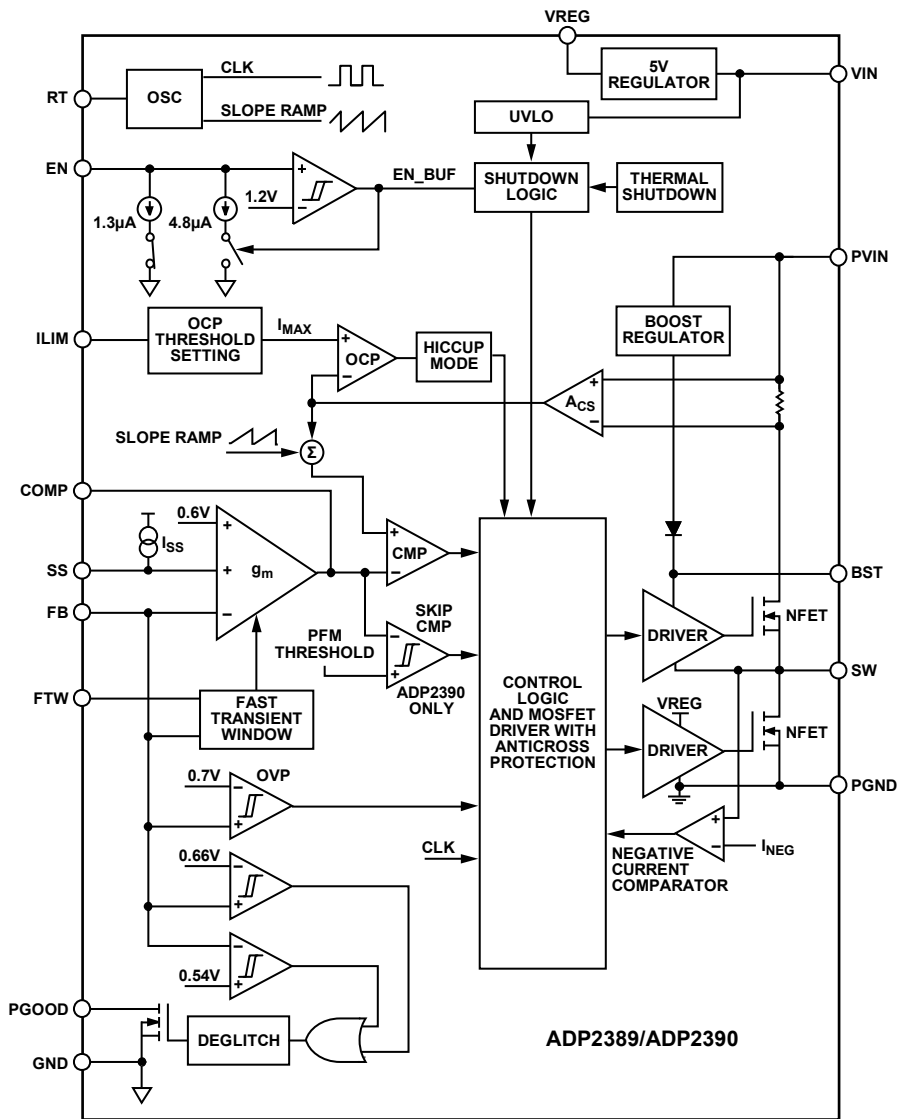 VREG
CLK
5V
REGULATOR
VIN
RT
OSC
SLOPE RAMP
UVLO
EN
EN_BUF
SHUTDOWN
LOGIC
THERMAL
SHUTDOWN
+
1.2V
−
1.3µA
4.8µA
PVIN
BOOST
REGULATOR
ILIM
OCP
THRESHOLD
SETTING
IMAX
+
OCP
−
HICCUP
MODE
+
ACS
−
SLOPE RAMP
Σ
COMP
0.6V
+
ISS
gm
SS
+
FB
−
+
CMP
−
SKIP
CMP
−
PFM
THRESHOLD
+
ADP2390
ONLY
FTW
FAST
TRANSIENT
WINDOW
CONTROL
LOGIC
AND MOSFET
DRIVER WITH
ANTICROSS
PROTECTION
BST
DRIVER
NFET
SW
VREG
DRIVER
NFET
PGND
+
−
INEG
NEGATIVE
CURRENT
COMPARATOR
OVP
0.7V
−
+
CLK
0.66V
−
+
−
0.54V
+
PGOOD
DEGLITCH
GND
ADP2389/ADP2390